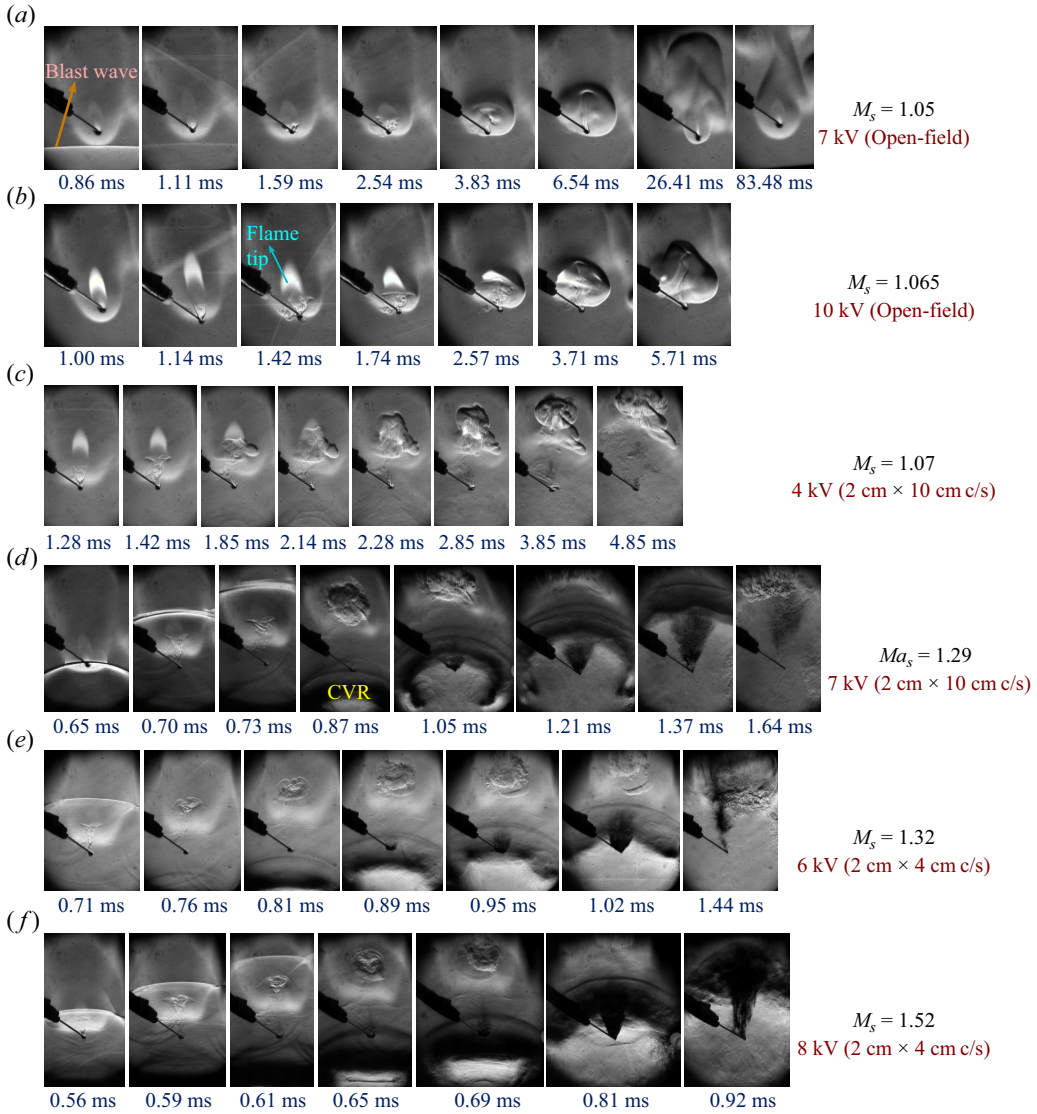 (a)
Blast wave
0.86 ms 1.11 ms 1.59 ms 2.54 ms 3.83 ms 6.54 ms 26.41 ms 83.48 ms
M_s = 1.05
7 kV (Open-field)
(b)
Flame
tip
1.00 ms 1.14 ms 1.42 ms 1.74 ms 2.57 ms 3.71 ms 5.71 ms
M_s = 1.065
10 kV (Open-field)
(c)
1.28 ms 1.42 ms 1.85 ms 2.14 ms 2.28 ms 2.85 ms 3.85 ms 4.85 ms
M_s = 1.07
4 kV (2 cm × 10 cm c/s)
(d)
CVR
0.65 ms 0.70 ms 0.73 ms 0.87 ms 1.05 ms 1.21 ms 1.37 ms 1.64 ms
Ma_s = 1.29
7 kV (2 cm × 10 cm c/s)
(e)
0.71 ms 0.76 ms 0.81 ms 0.89 ms 0.95 ms 1.02 ms 1.44 ms
M_s = 1.32
6 kV (2 cm × 4 cm c/s)
(f)
0.56 ms 0.59 ms 0.61 ms 0.65 ms 0.69 ms 0.81 ms 0.92 ms
M_s = 1.52
8 kV (2 cm × 4 cm c/s)